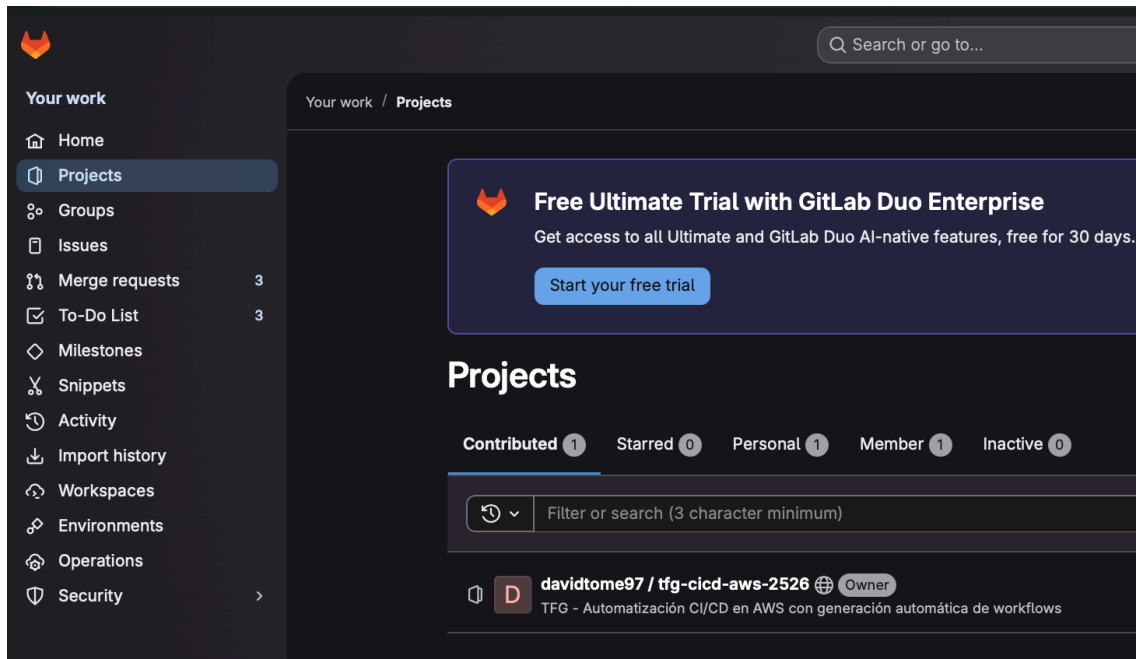 Search or go to...
Your work
Your work / Projects
Home
Projects
Groups
Issues
Merge requests 3
To-Do List 3
Milestones
Snippets
Activity
Import history
Workspaces
Environments
Operations
Security
Free Ultimate Trial with GitLab Duo Enterprise
Get access to all Ultimate and GitLab Duo AI-native features, free for 30 days.
Start your free trial
Projects
Contributed 1 Starred 0 Personal 1 Member 1 Inactive 0
Filter or search (3 character minimum)
D
davidtome97 / tfg-cicd-aws-2526 Owner
TFG - Automatización CI/CD en AWS con generación automática de workflows